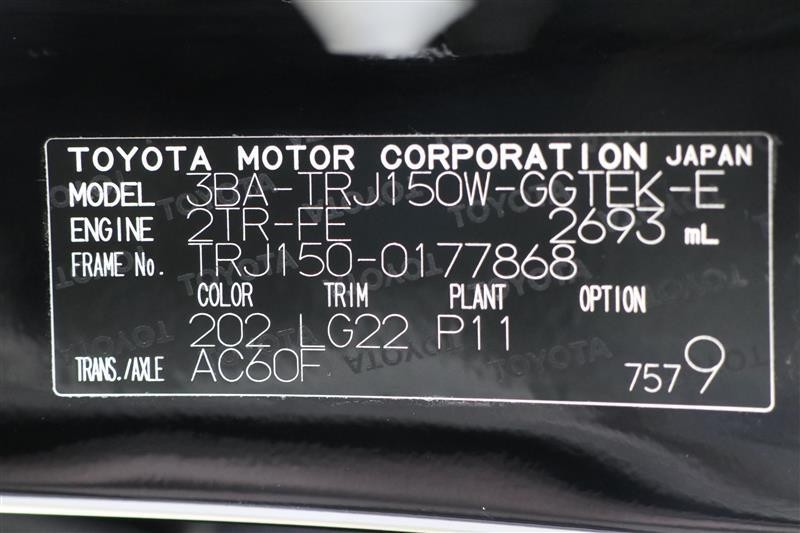 TOYOTA MOTOR CORPORATION JAPAN
MODEL 3BA-TRJ150W-GGTEK-E
ENGINE 2TR-FE 2693 mL
FRAME No. TRJ150-0177868
COLOR TRIM PLANT OPTION
202 LG22 P11
TRANS./AXLE AC60F 7579